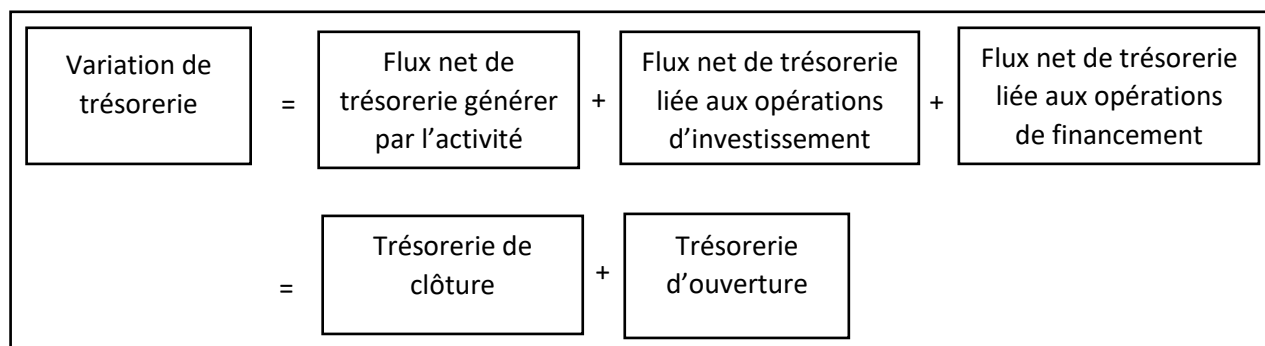 Variation de
trésorerie
=
Flux net de
trésorerie générer
par l’activité
+
Flux net de trésorerie
liée aux opérations
d’investissement
+
Flux net de trésorerie
liée aux opérations
de financement
=
Trésorerie de
clôture
+
Trésorerie
d’ouverture